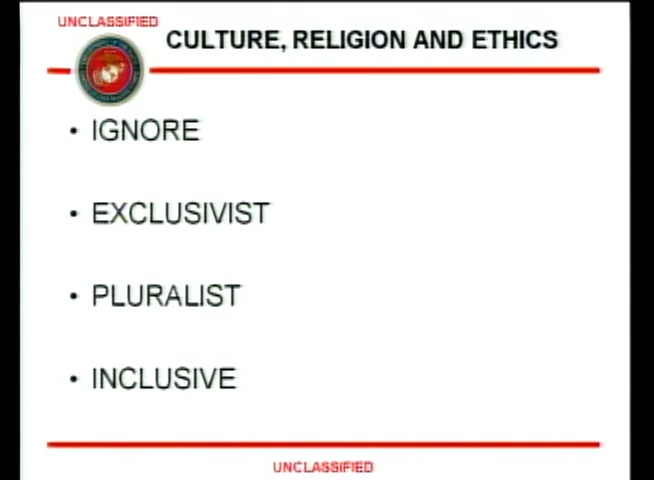 UNCLASSIFIED
CULTURE, RELIGION AND ETHICS
• IGNORE
• EXCLUSIVIST
• PLURALIST
• INCLUSIVE
UNCLASSIFIED